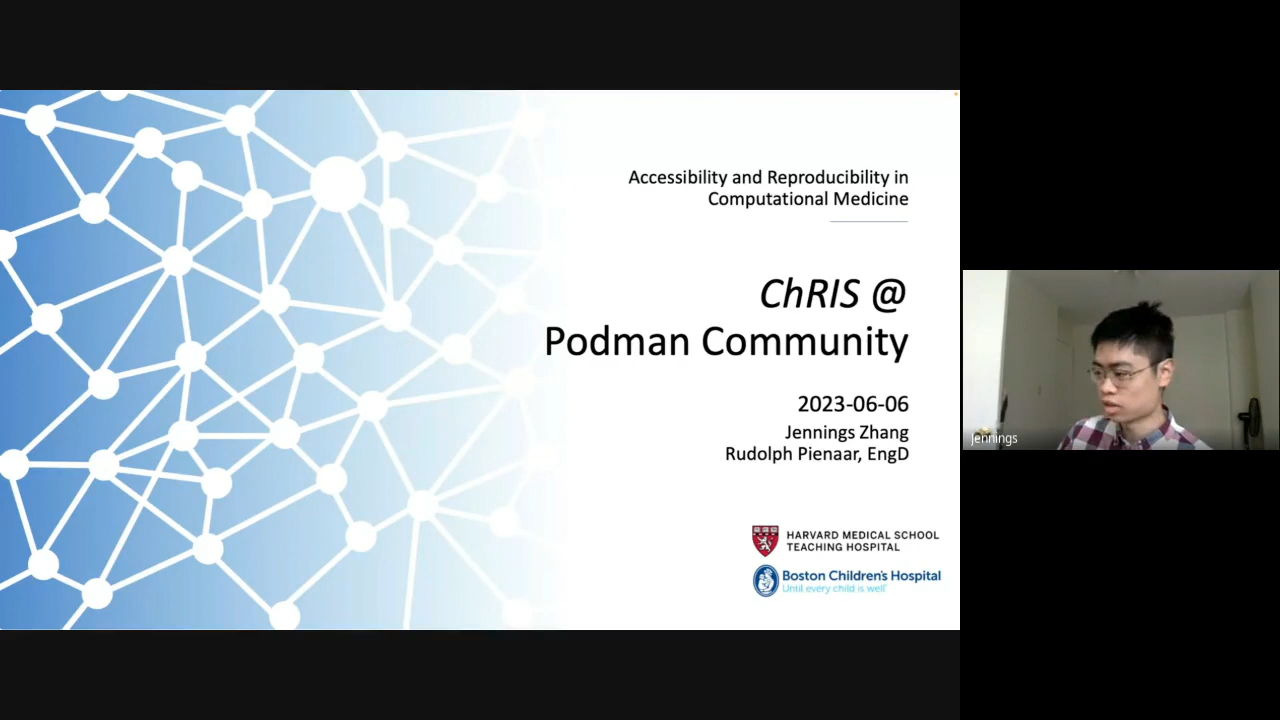 Accessibility and Reproducibility in
Computational Medicine
ChRIS @
Podman Community
2023-06-06
Jennings Zhang
Rudolph Pienaar, EngD
HARVARD MEDICAL SCHOOL
TEACHING HOSPITAL
Boston Children's Hospital
Until every child is well
Jennings